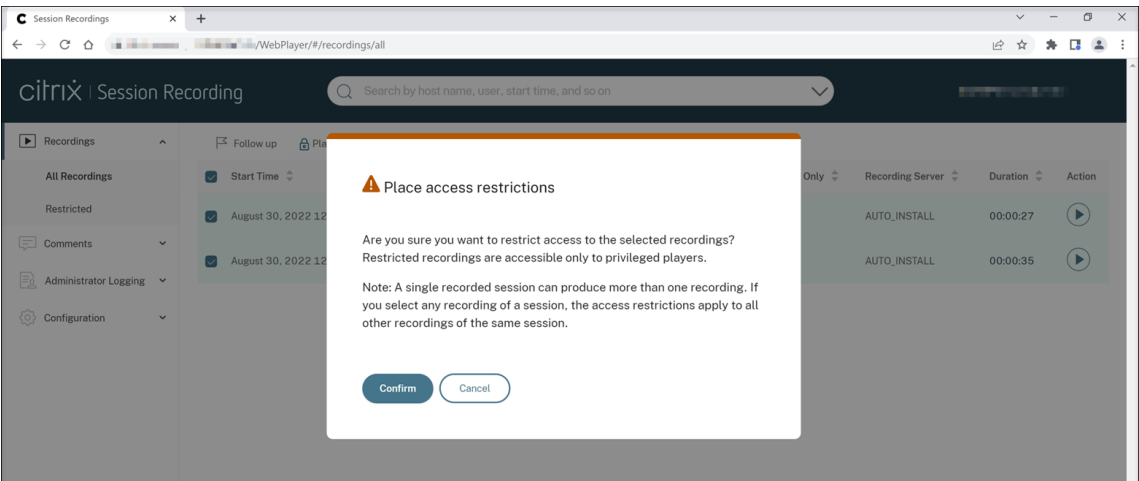 Session Recordings
/WebPlayer/#/recordings/all
citrix | Session Recording
Search by host name, user, start time, and so on
Recordings
Follow up
All Recordings
Start Time
Only
Recording Server
Duration
Action
Place access restrictions
Restricted
August 30, 2022 12
AUTO_INSTALL
00:00:27
Comments
Are you sure you want to restrict access to the selected recordings?
Restricted recordings are accessible only to privileged players.
August 30, 2022 12
AUTO_INSTALL
00:00:35
Administrator Logging
Note: A single recorded session can produce more than one recording. If
you select any recording of a session, the access restrictions apply to all
other recordings of the same session.
Configuration
Confirm
Cancel